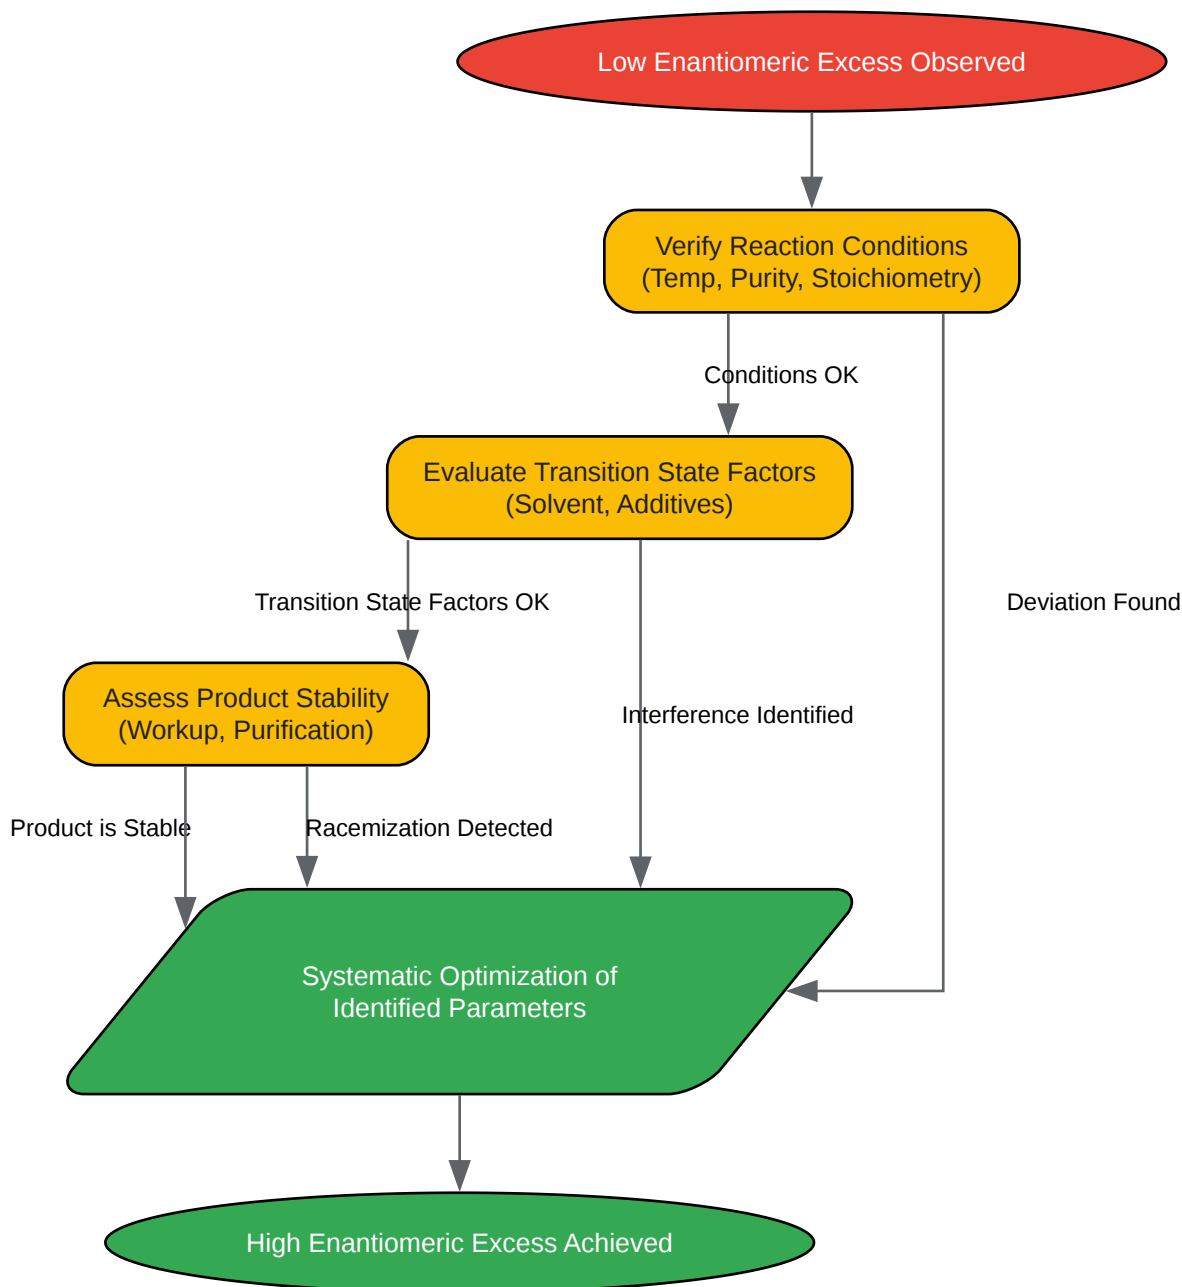 Low Enantiomeric Excess Observed
Verify Reaction Conditions
(Temp, Purity, Stoichiometry)
Conditions OK
Evaluate Transition State Factors
(Solvent, Additives)
Transition State Factors OK
Deviation Found
Assess Product Stability
(Workup, Purification)
Interference Identified
Product is Stable
Racemization Detected
Systematic Optimization of
Identified Parameters
High Enantiomeric Excess Achieved